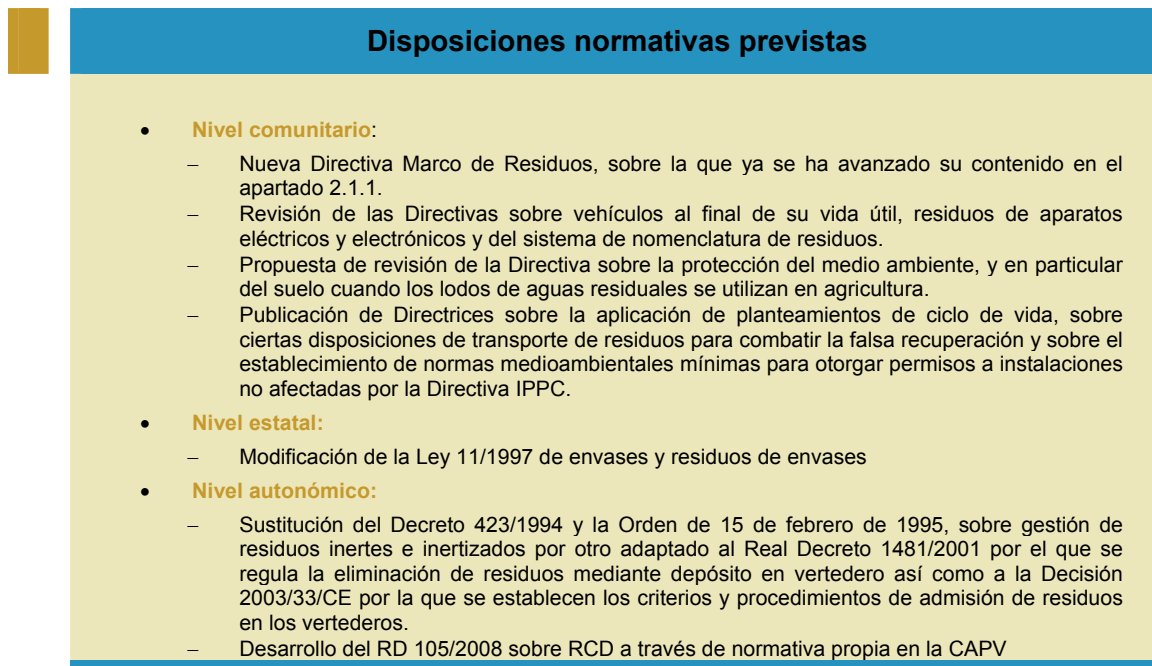 Disposiciones normativas previstas
• Nivel comunitario:
– Nueva Directiva Marco de Residuos, sobre la que ya se ha avanzado su contenido en el
apartado 2.1.1.
– Revisión de las Directivas sobre vehículos al final de su vida útil, residuos de aparatos
eléctricos y electrónicos y del sistema de nomenclatura de residuos.
– Propuesta de revisión de la Directiva sobre la protección del medio ambiente, y en particular
del suelo cuando los lodos de aguas residuales se utilizan en agricultura.
– Publicación de Directrices sobre la aplicación de planteamientos de ciclo de vida, sobre
ciertas disposiciones de transporte de residuos para combatir la falsa recuperación y sobre el
establecimiento de normas medioambientales mínimas para otorgar permisos a instalaciones
no afectadas por la Directiva IPPC.
• Nivel estatal:
– Modificación de la Ley 11/1997 de envases y residuos de envases
• Nivel autonómico:
– Sustitución del Decreto 423/1994 y la Orden de 15 de febrero de 1995, sobre gestión de
residuos inertes e inertizados por otro adaptado al Real Decreto 1481/2001 por el que se
regula la eliminación de residuos mediante depósito en vertedero así como a la Decisión
2003/33/CE por la que se establecen los criterios y procedimientos de admisión de residuos
en los vertederos.
– Desarrollo del RD 105/2008 sobre RCD a través de normativa propia en la CAPV